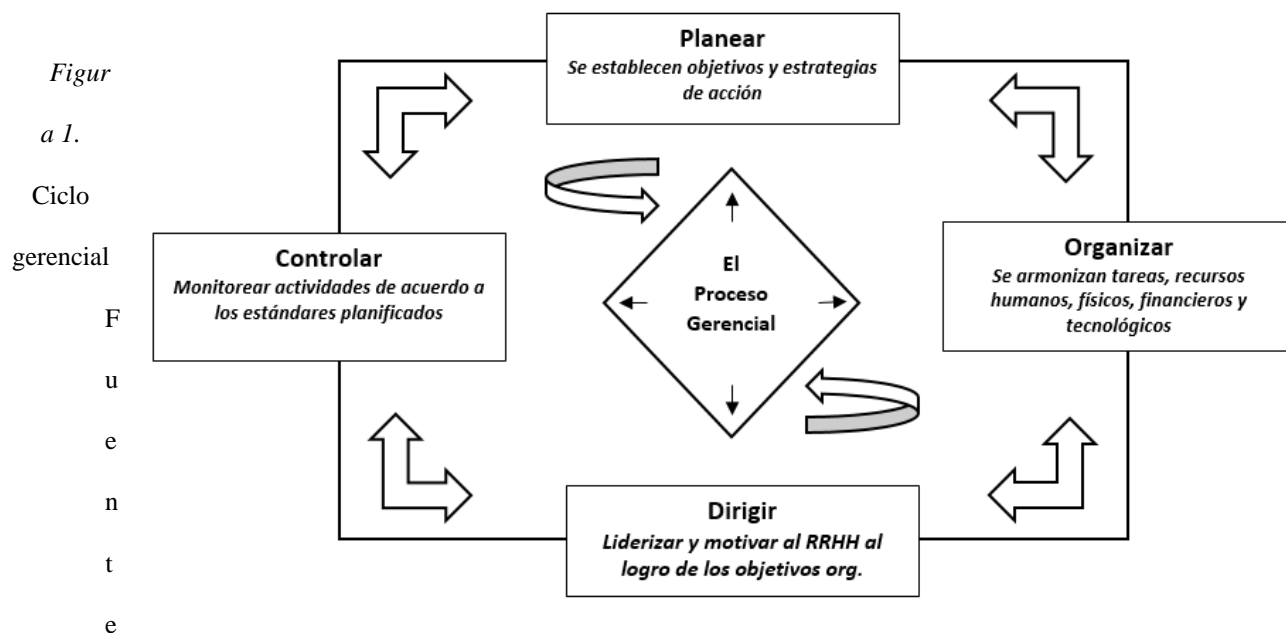 Figur
a 1.
Ciclo
gerencial
F
u
e
n
t
e
Planear
Se establecen objetivos y estrategias
de acción
Controlar
Monitorear actividades de acuerdo a
los estándares planificados
El
Proceso
Gerencial
Organizar
Se armonizan tareas, recursos
humanos, físicos, financieros y
tecnológicos
Dirigir
Liderizar y motivar al RRHH al
logro de los objetivos org.